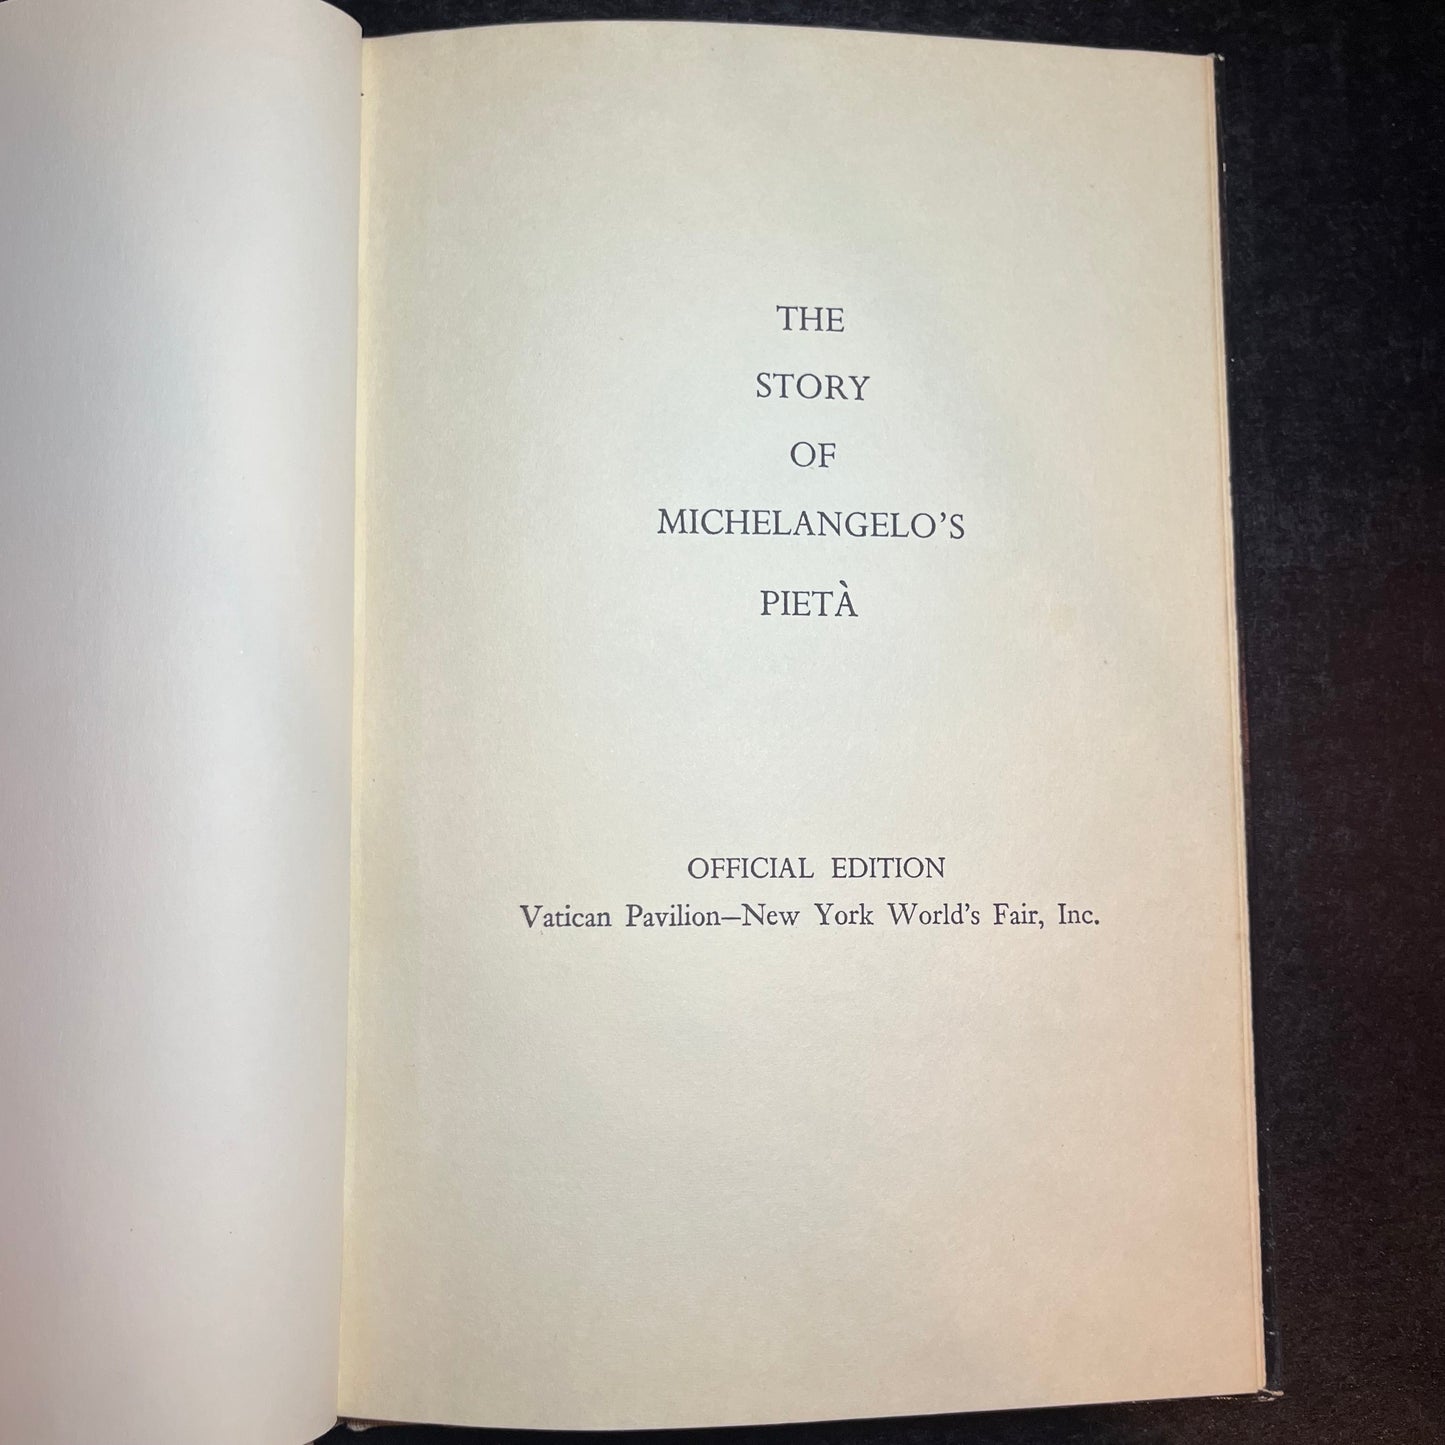 THE
STORY
OF
MICHELANGELO’S
PIETÀ
OFFICIAL EDITION
Vatican Pavilion—New York World’s Fair, Inc.